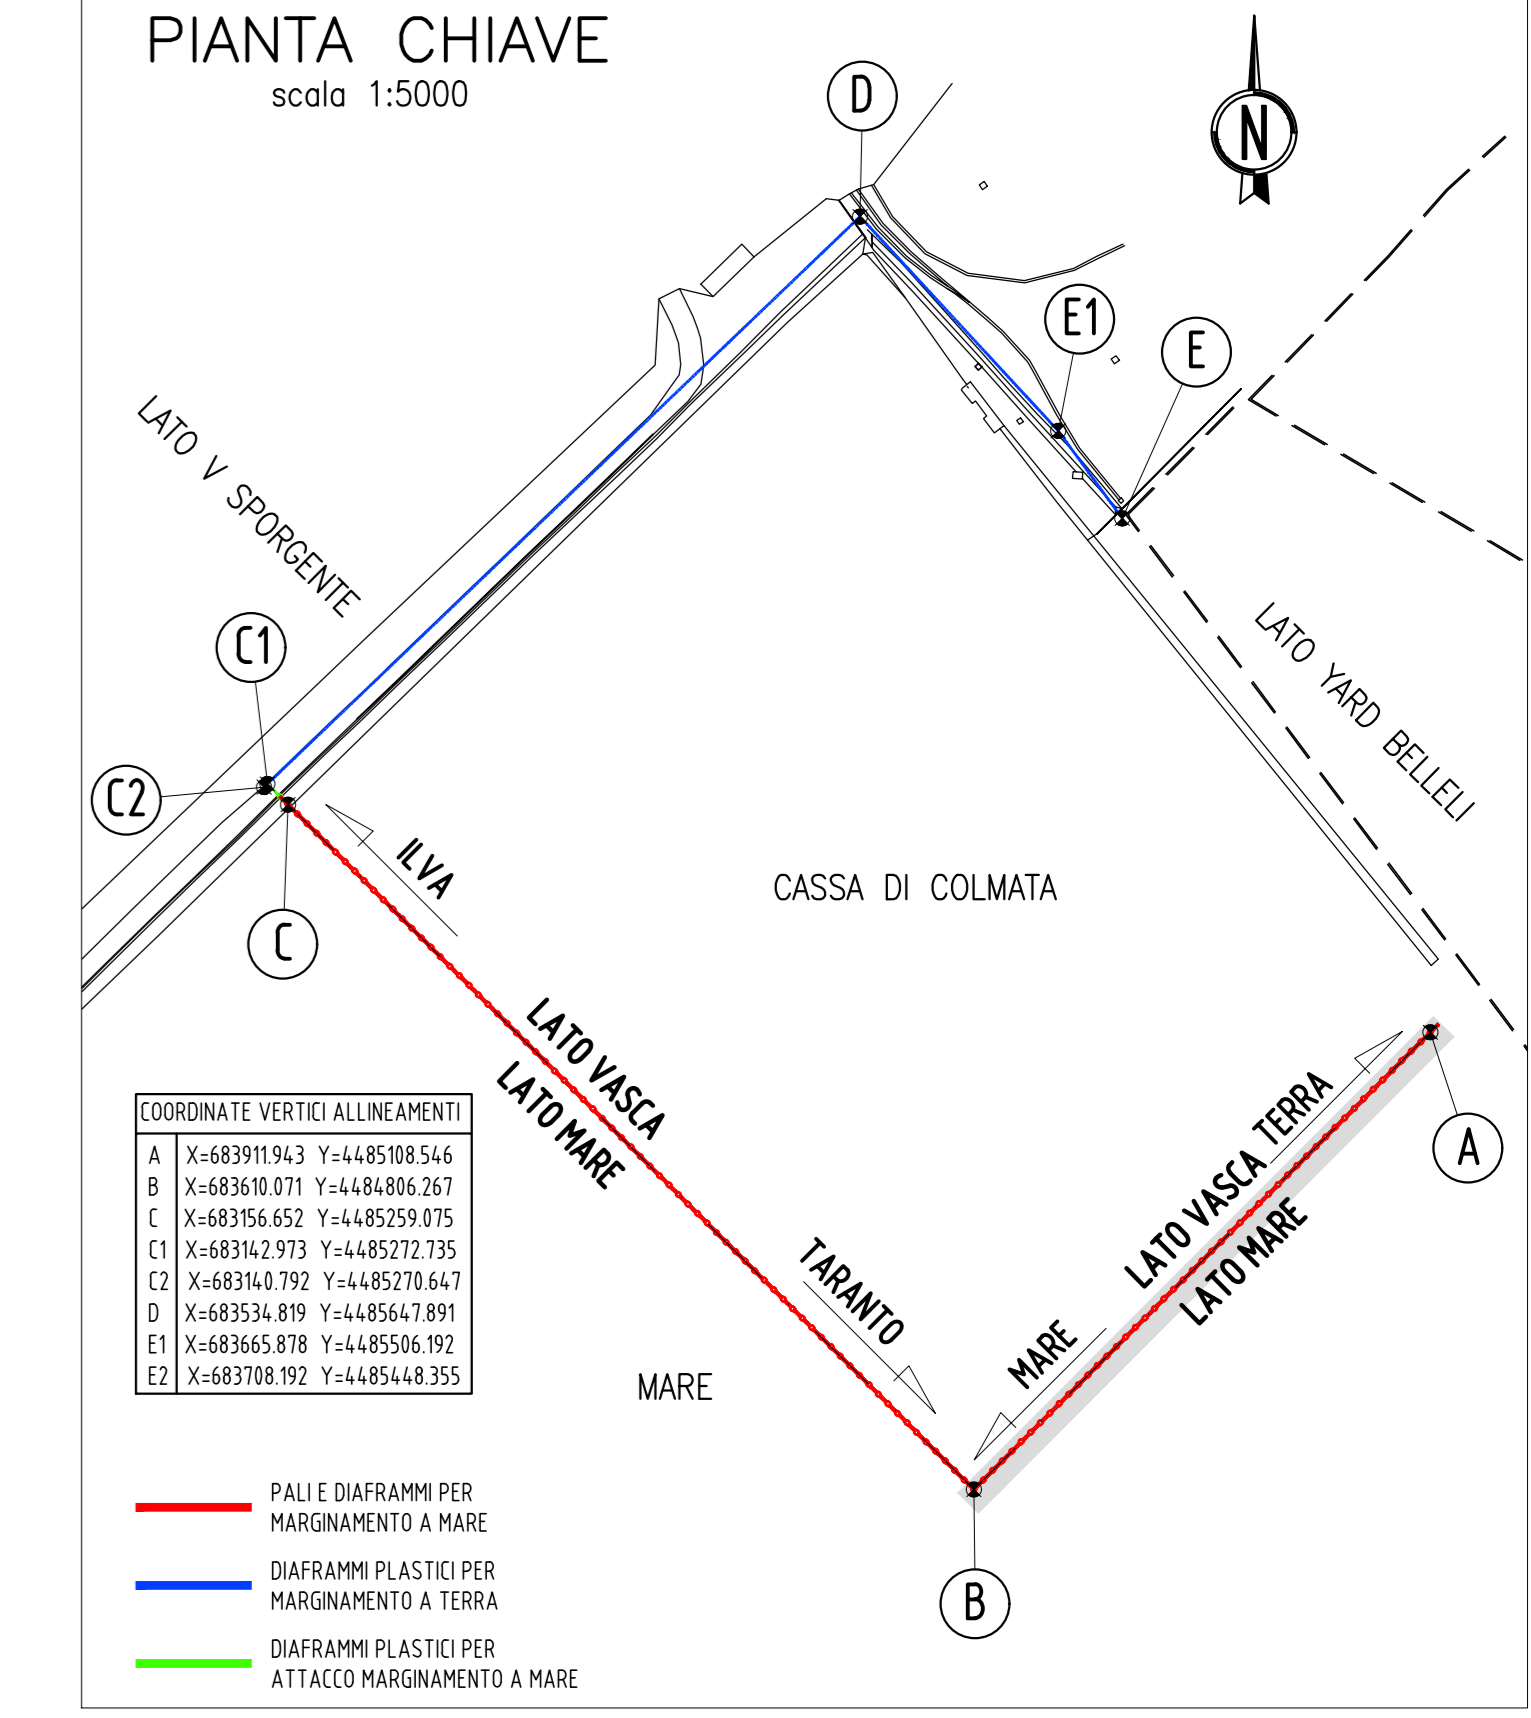 PIANTA CHIAVE
scala 1:5000
D
N
E1
E
LATO V SPORGENTE
C1
LATO YARD BELLELI
C2
ILVA
CASSA DI COLMATA
C
LATO VASCA
LATO MARE
TERRA
LATO VASCA
LATO MARE
A
COORDINATE VERTICI ALLINEAMENTI
A X=683911.943 Y=4485108.546
B X=683610.071 Y=4484806.267
C X=683156.652 Y=4485259.075
C1 X=683142.973 Y=4485272.735
C2 X=683140.792 Y=4485270.647
D X=683534.819 Y=4485647.891
E1 X=683665.878 Y=4485506.192
E2 X=683708.192 Y=4485448.355
TARANTO
MARE
MARE
B
PALI E DIAFRAMMI PER
MARGINAMENTO A MARE
DIAFRAMMI PLASTICI PER
MARGINAMENTO A TERRA
DIAFRAMMI PLASTICI PER
ATTACCO MARGINAMENTO A MARE